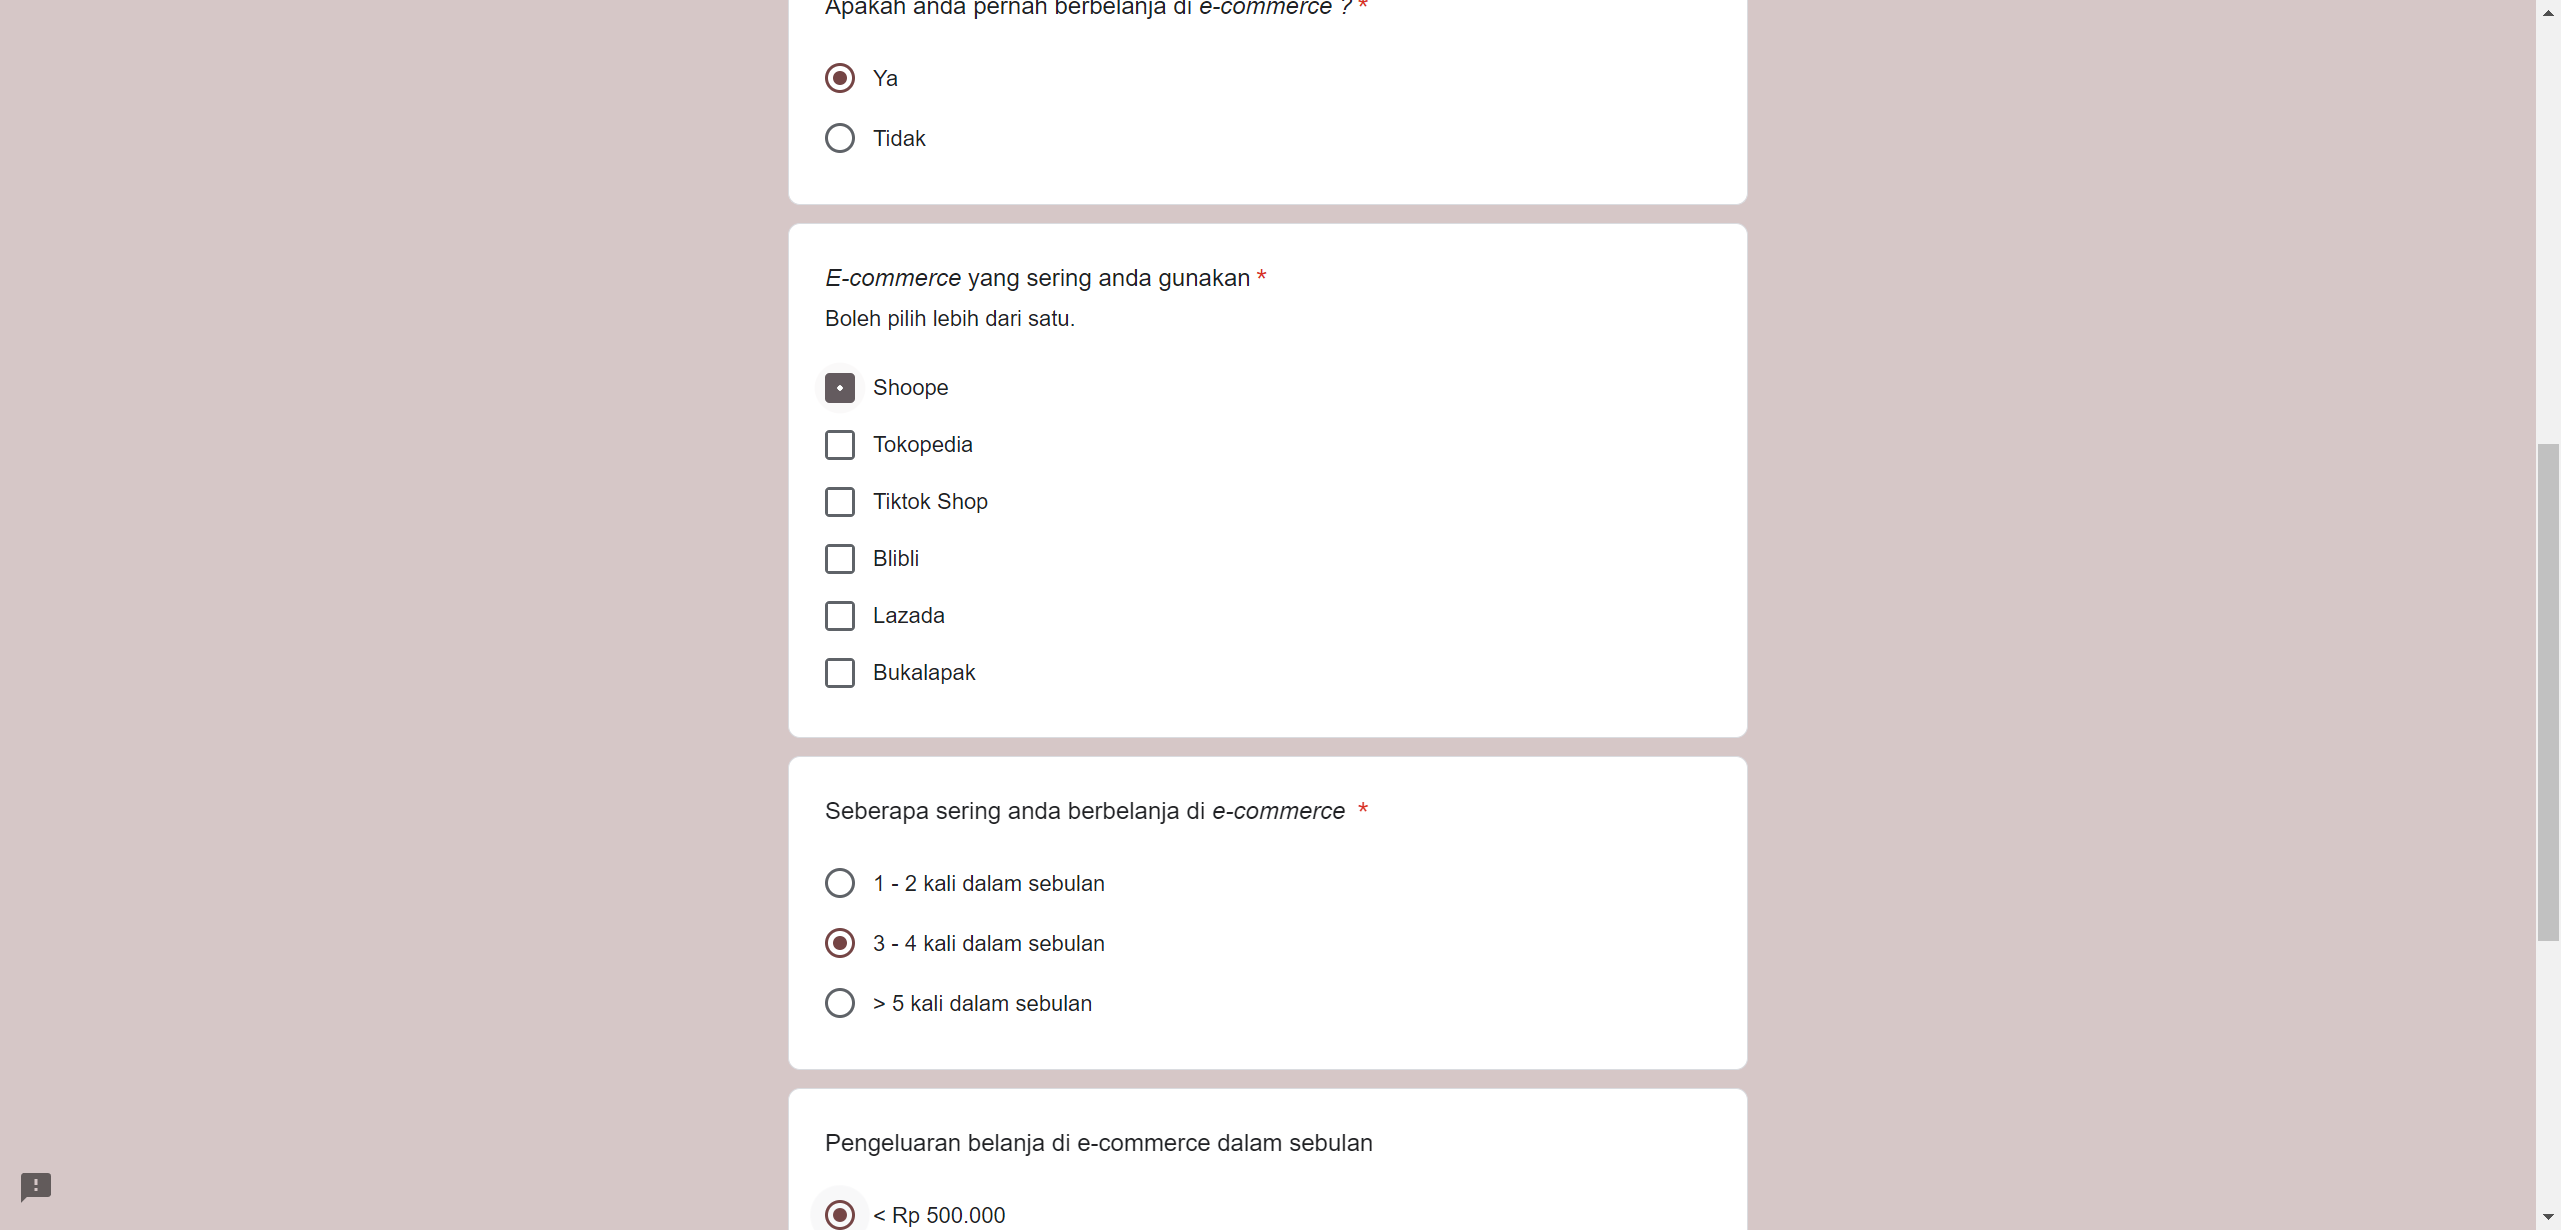 Apakah anda pernah berbelanja di e-commerce ? *
Ya
Tidak
E-commerce yang sering anda gunakan *
Boleh pilih lebih dari satu.
Shoope
Tokopedia
Tiktok Shop
Blibli
Lazada
Bukalapak
Seberapa sering anda berbelanja di e-commerce *
1 - 2 kali dalam sebulan
3 - 4 kali dalam sebulan
> 5 kali dalam sebulan
Pengeluaran belanja di e-commerce dalam sebulan
< Rp 500.000